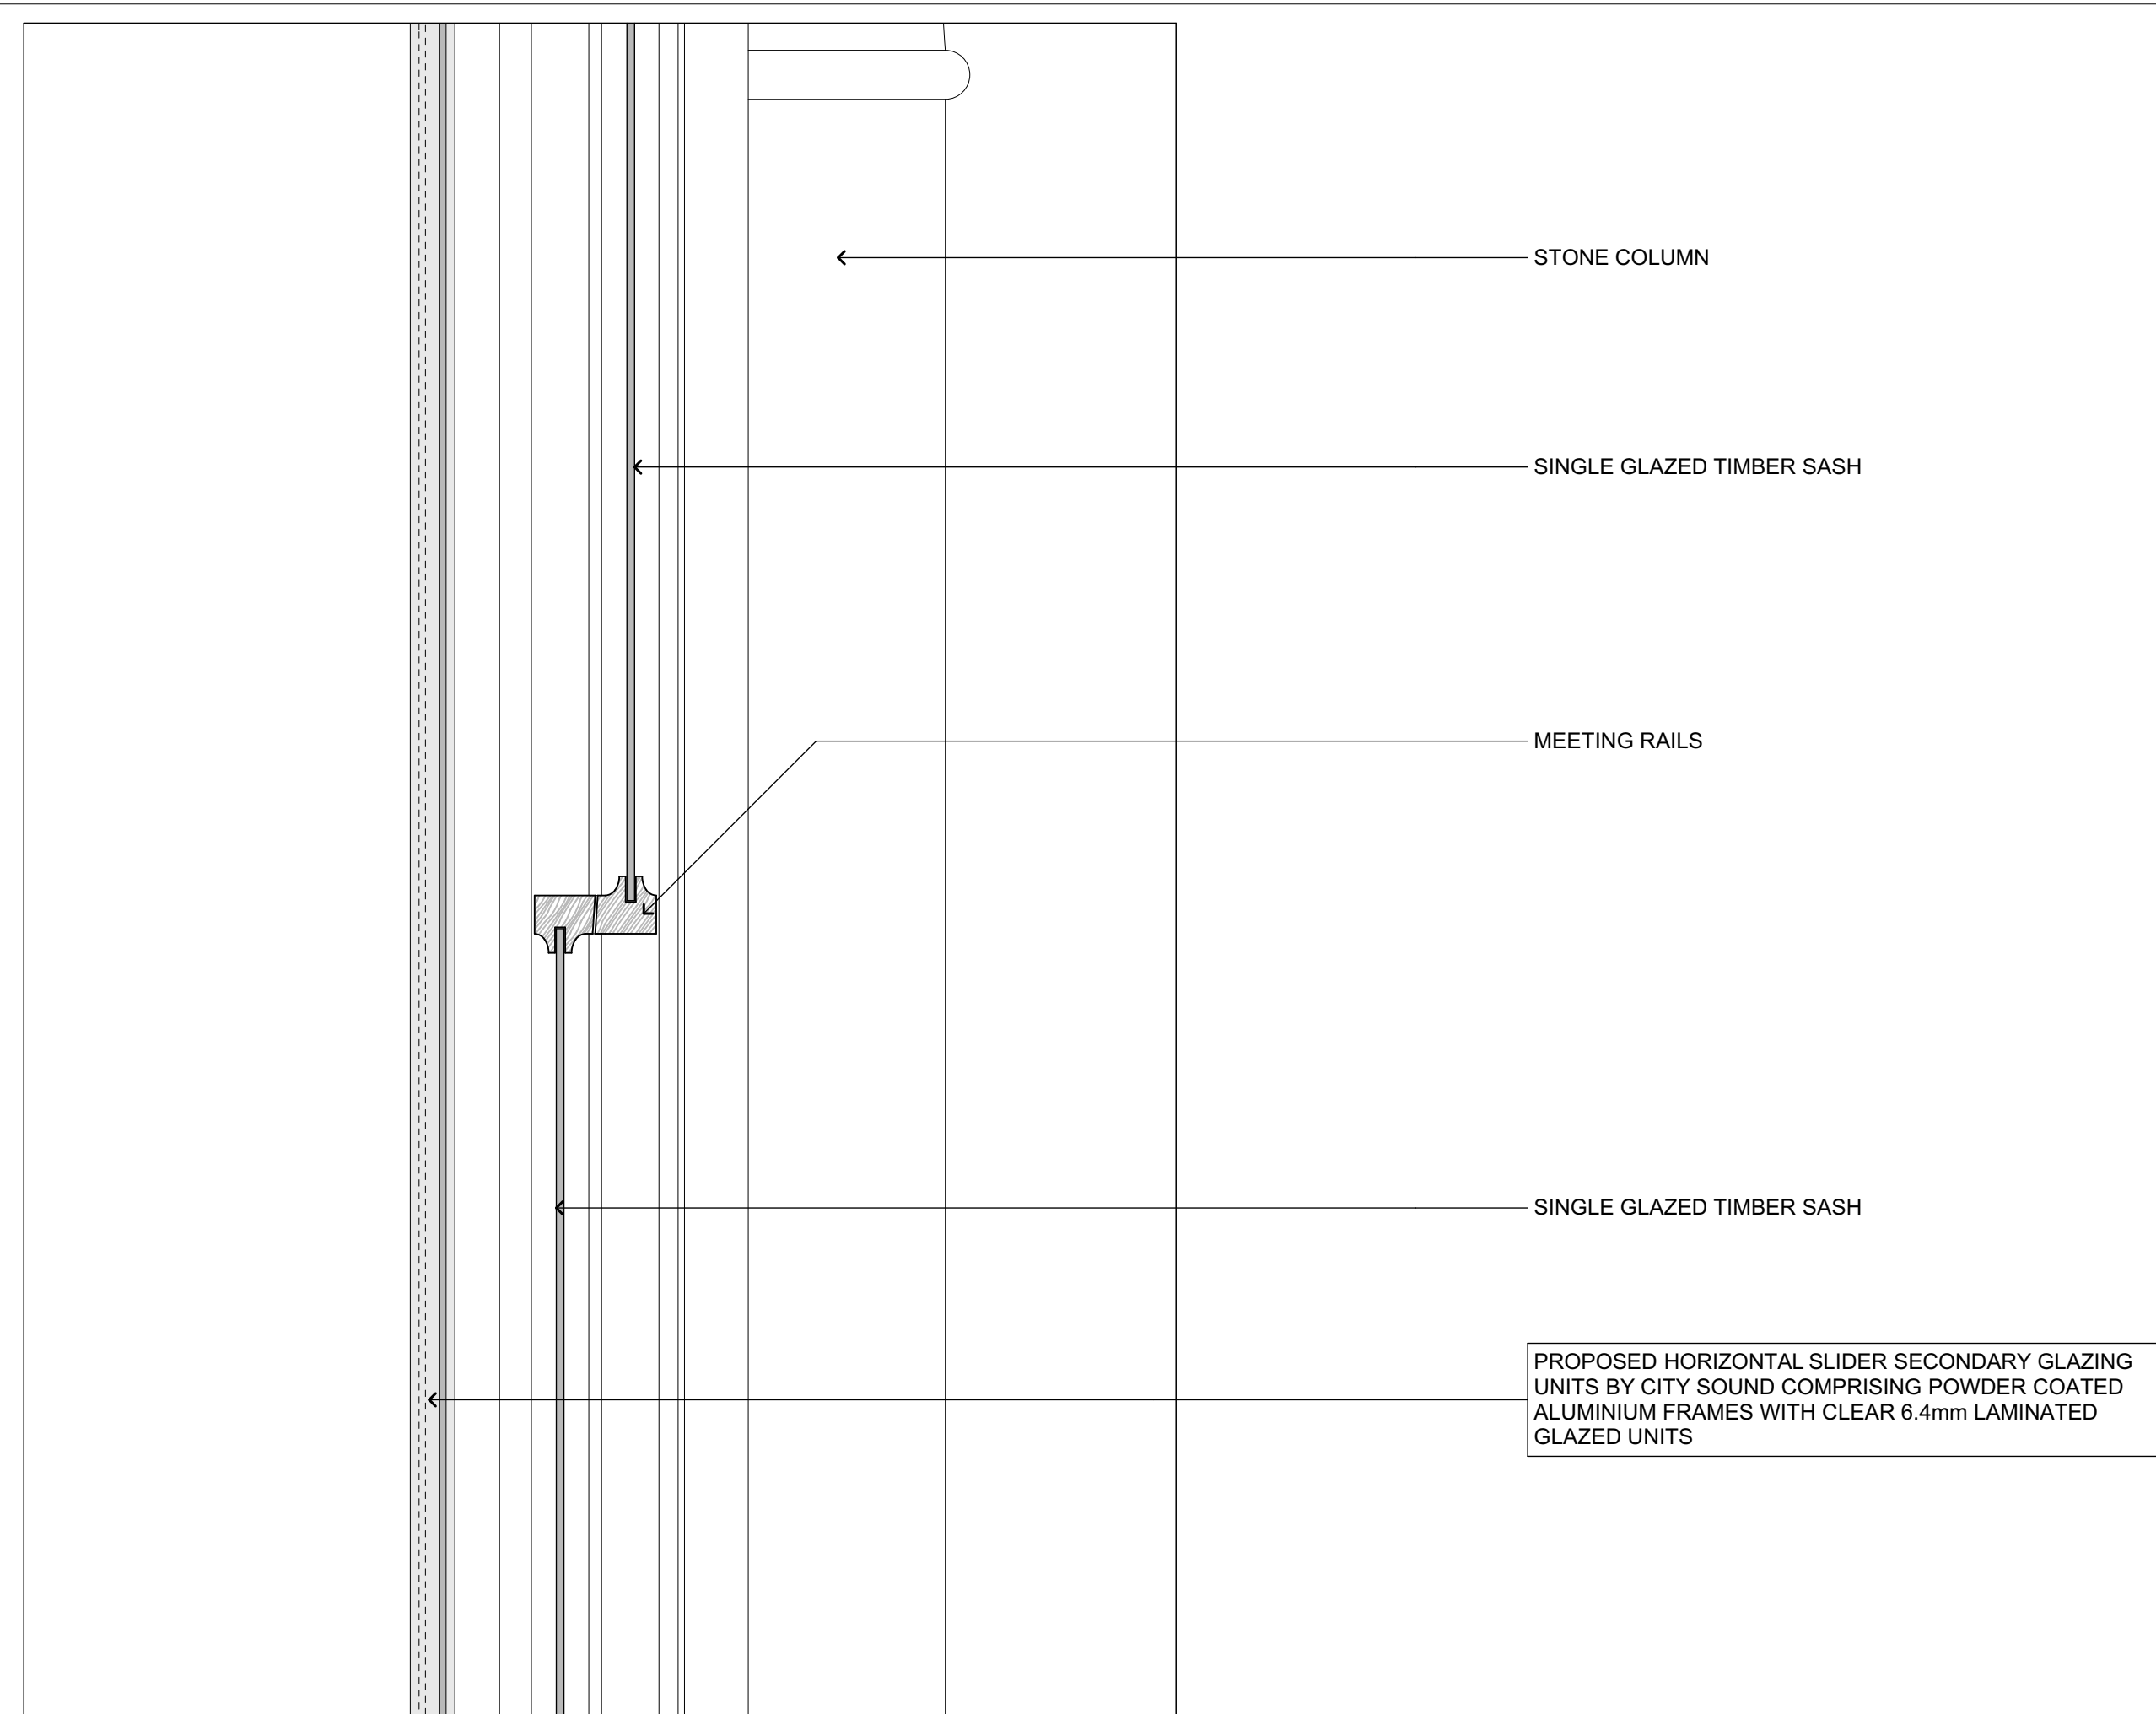 STONE COLUMN
SINGLE GLAZED TIMBER SASH
MEETING RAILS
SINGLE GLAZED TIMBER SASH
PROPOSED HORIZONTAL SLIDER SECONDARY GLAZING
UNITS BY CITY SOUND COMPRISING POWDER COATED
ALUMINIUM FRAMES WITH CLEAR 6.4mm LAMINATED
GLAZED UNITS